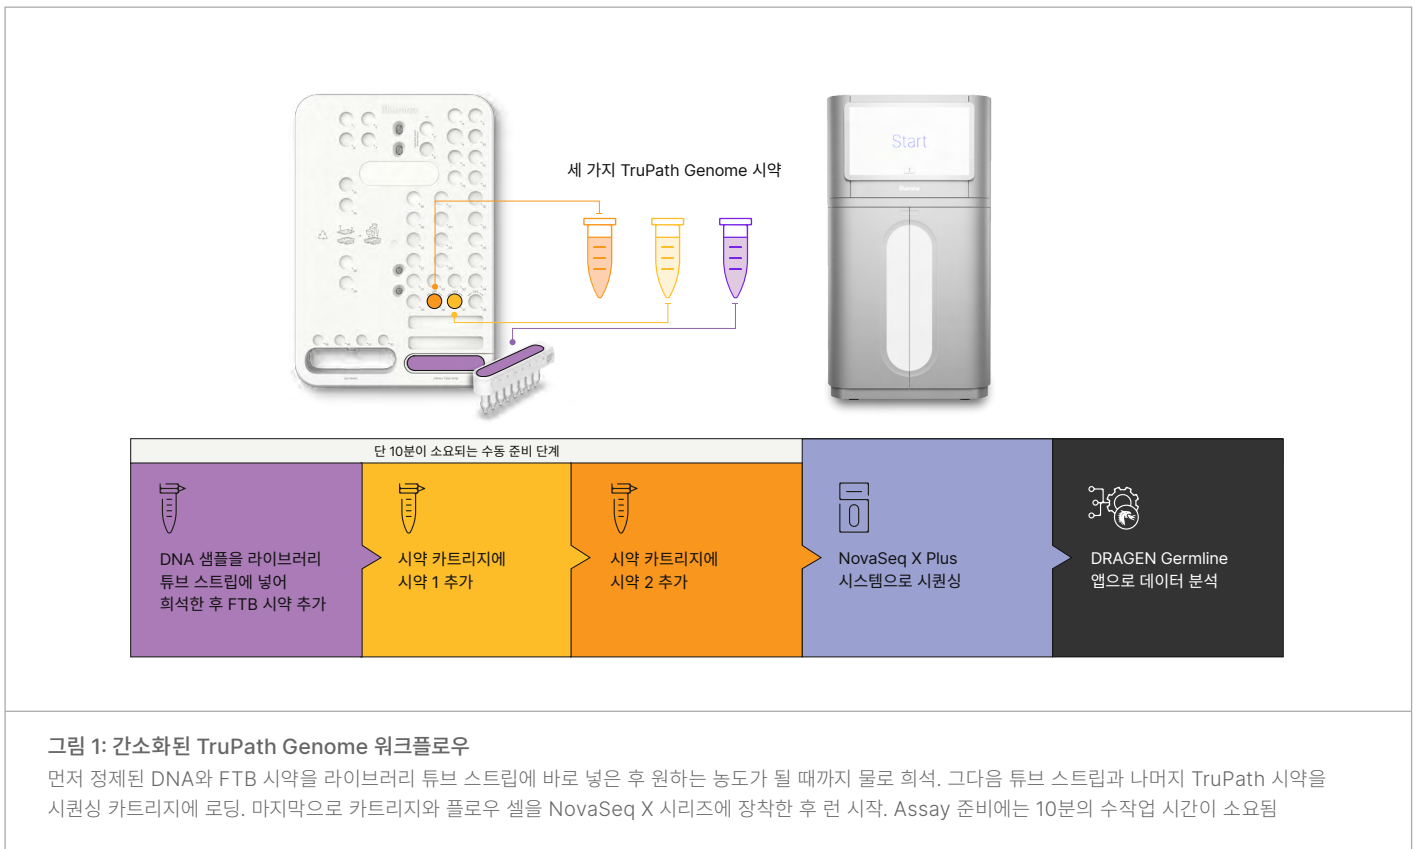 illumina
Start
세 가지 TruPath Genome 시약
단 10분이 소요되는 수동 준비 단계
DNA 샘플을 라이브러리
튜브 스트립에 넣어
희석한 후 FTB 시약 추가
시약 카트리지에
시약 1 추가
시약 카트리지에
시약 2 추가
NovaSeq X Plus
시스템으로 시퀀싱
DRAGEN Germline
앱으로 데이터 분석
그림 1: 간소화된 TruPath Genome 워크플로우
먼저 정제된 DNA와 FTB 시약을 라이브러리 튜브 스트립에 바로 넣은 후 원하는 농도가 될 때까지 물로 희석. 그다음 튜브 스트립과 나머지 TruPath 시약을
시퀀싱 카트리지에 로딩. 마지막으로 카트리지와 플로우 셀을 NovaSeq X 시리즈에 장착한 후 런 시작. Assay 준비에는 10분의 수작업 시간이 소요됨